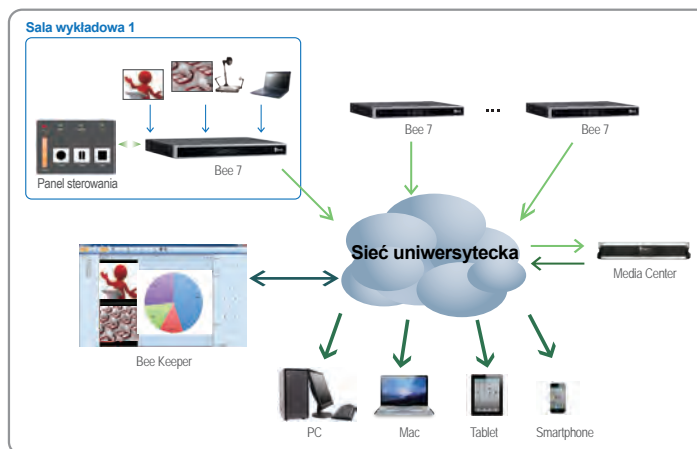 Sala wykładowa 1
Panel sterowania
Bee 7
Bee 7
...
Bee 7
Sieć uniwersytecka
Media Center
Bee Keeper
PC
Mac
Tablet
Smartphone